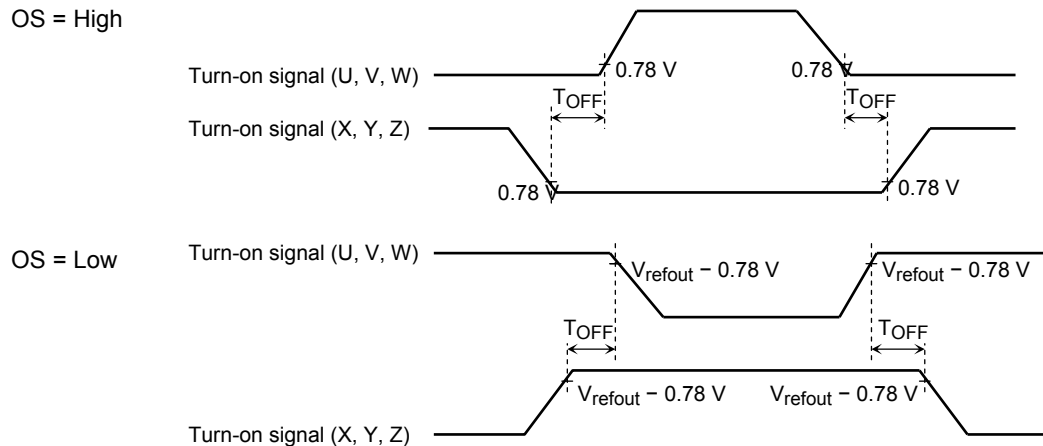 OS = High
Turn-on signal (U, V, W)
0.78 V
0.78 V
TOFF
TOFF
Turn-on signal (X, Y, Z)
0.78 V
0.78 V
OS = Low
Turn-on signal (U, V, W)
Vrefout − 0.78 V
Vrefout − 0.78 V
TOFF
TOFF
Vrefout − 0.78 V
Vrefout − 0.78 V
Turn-on signal (X, Y, Z)